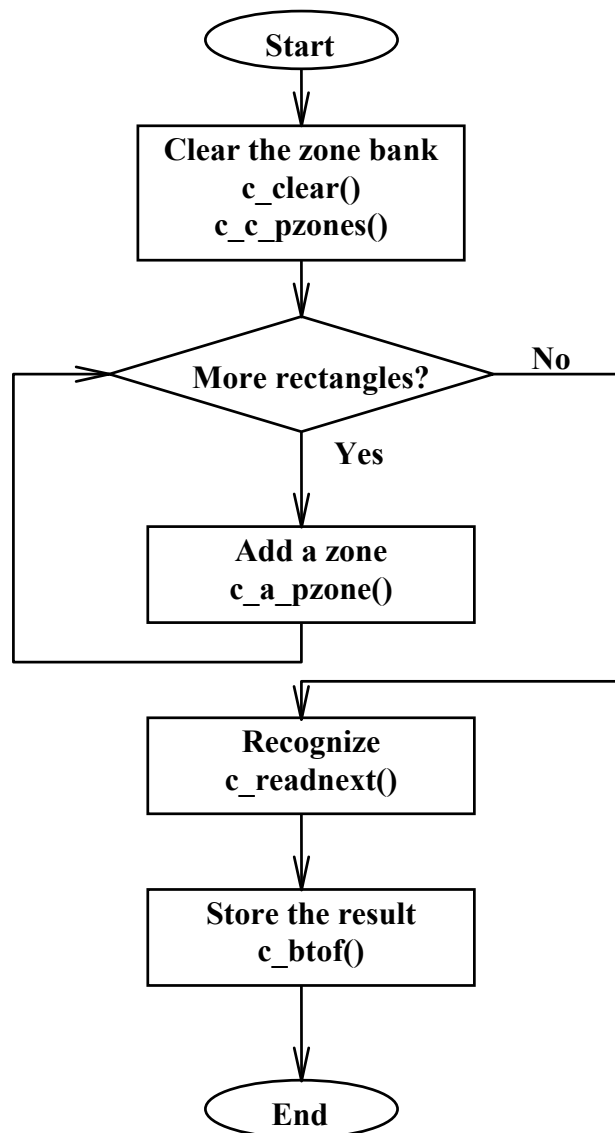 Start
Clear the zone bank
c_clear()
c_c_pzones()
More rectangles?
No
Yes
Add a zone
c_a_pzone()
Recognize
c_readnext()
Store the result
c_btof()
End